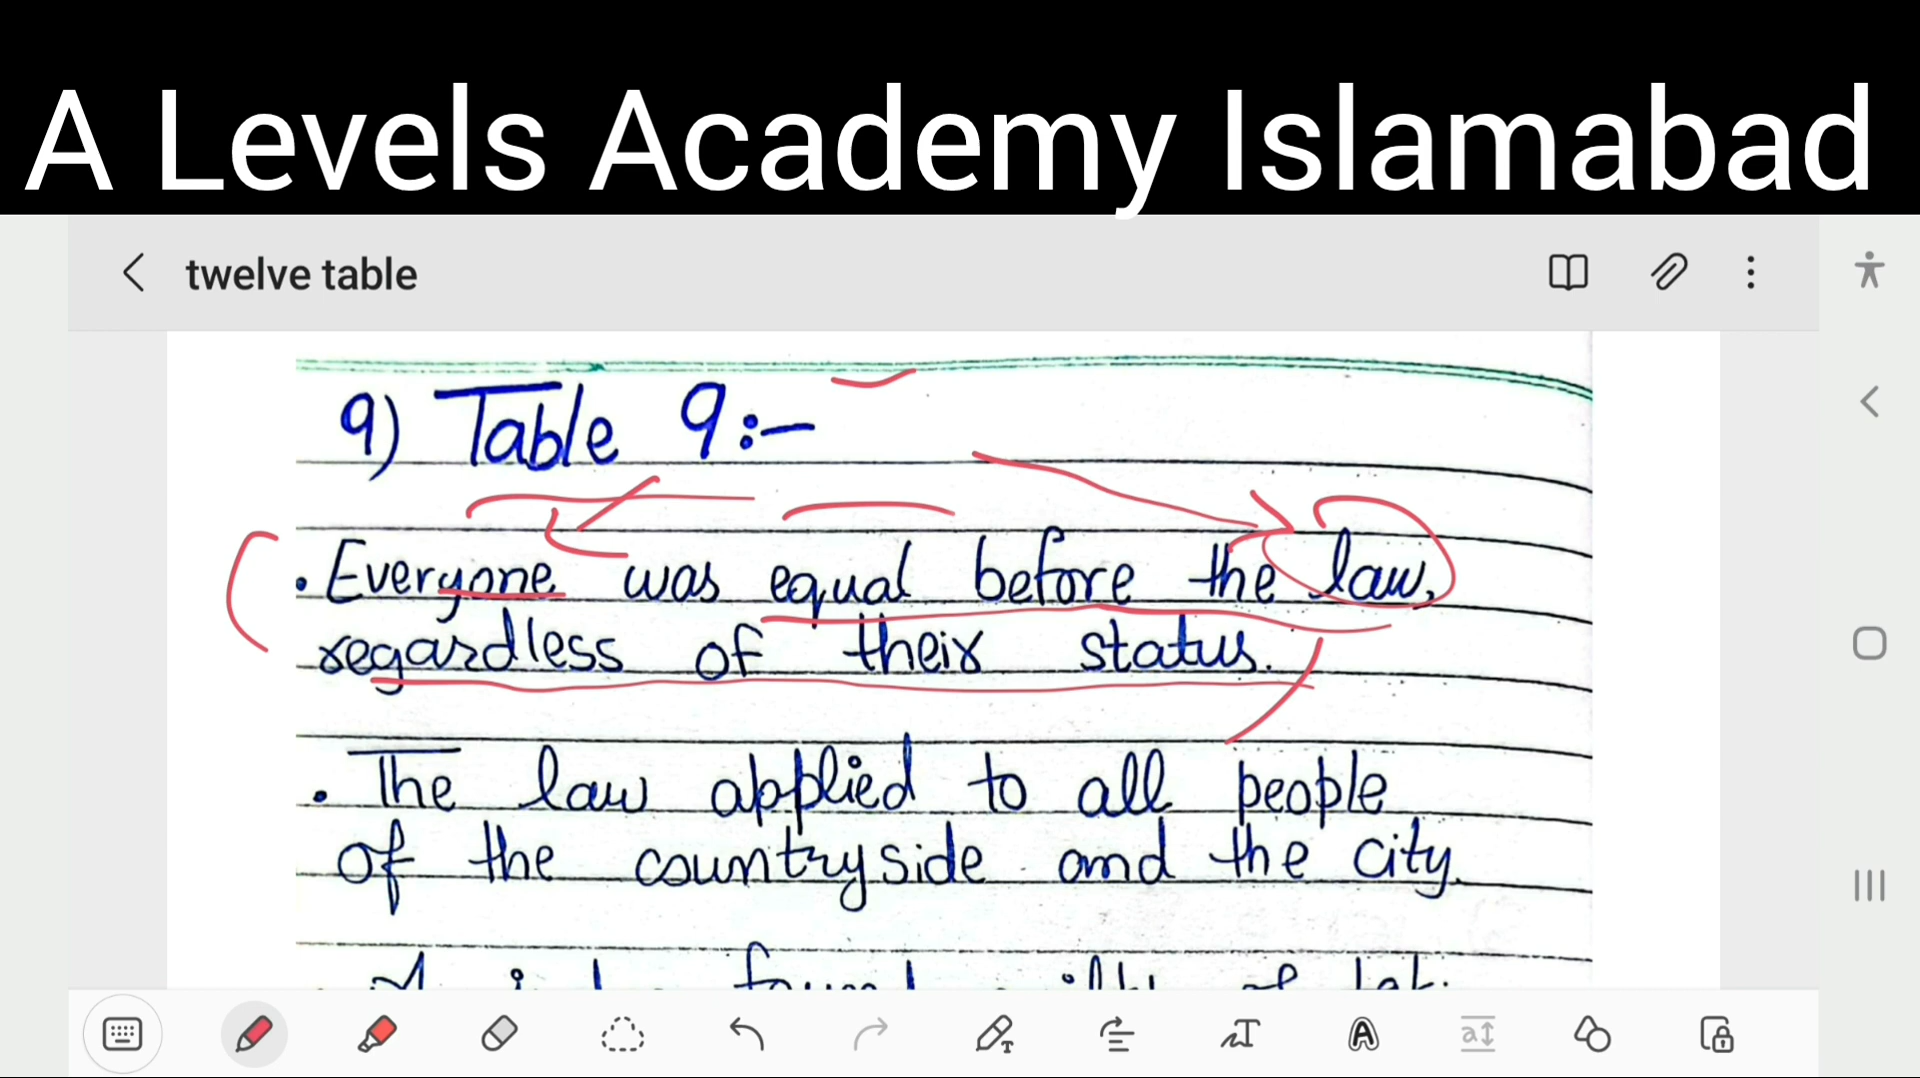 A Levels Academy Islamabad
twelve table
9) Table 9:-
. Everyone was equal before the law,
regardless of their status.
. The law applied to all people
of the countryside and the city.